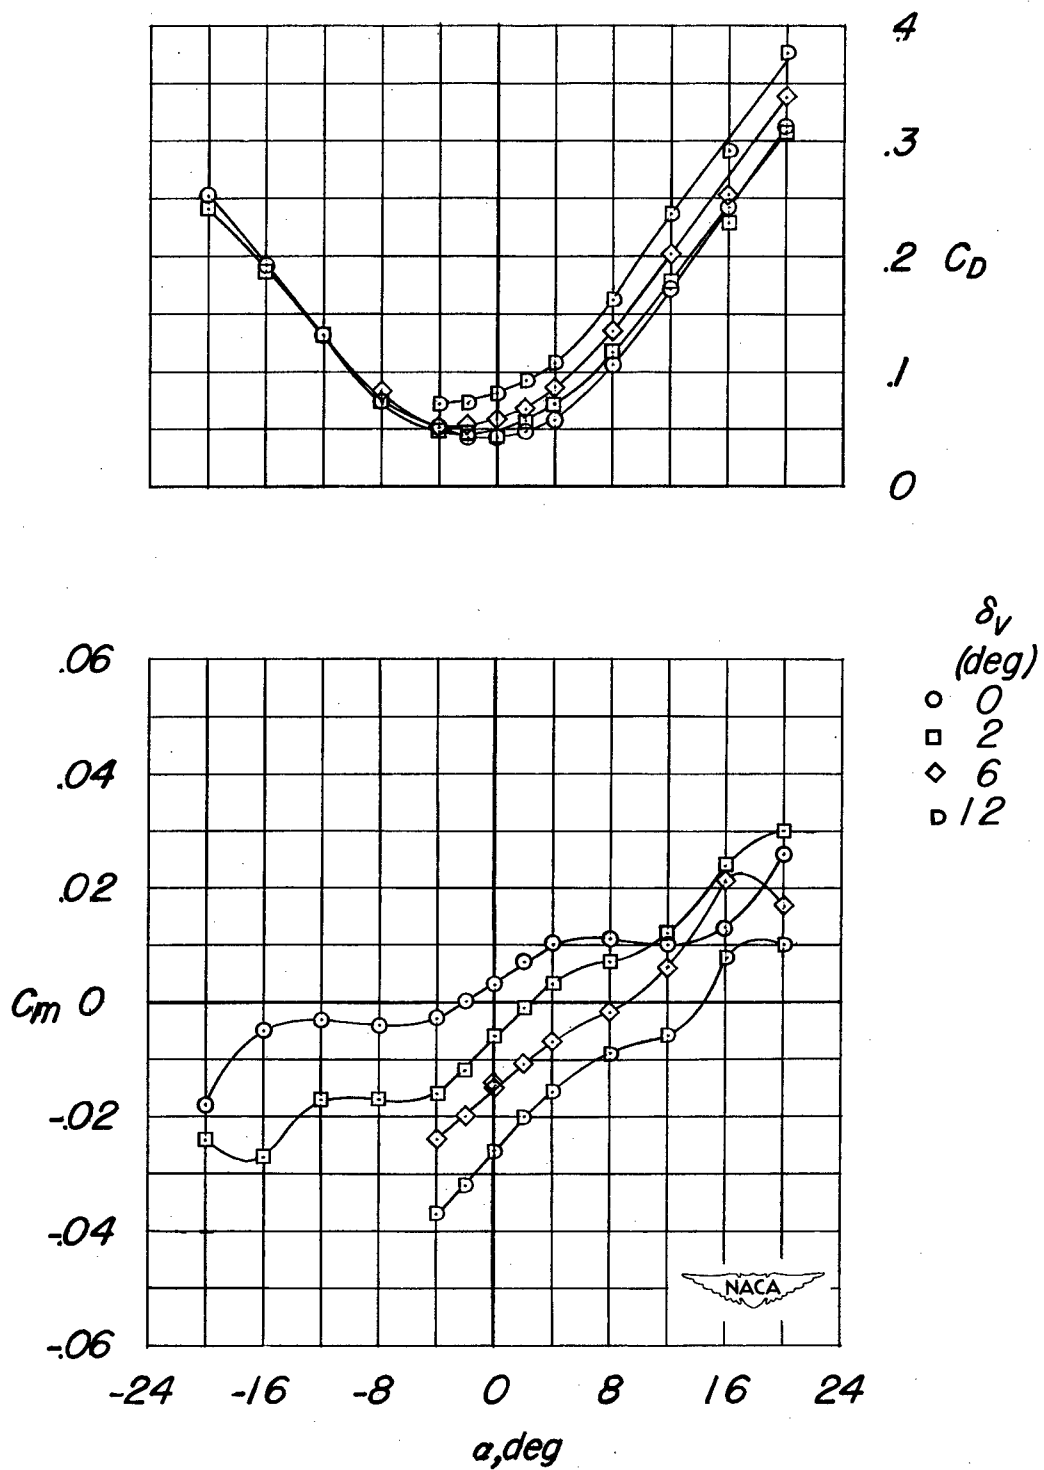 .4
.3
.2 C_D
.1
0
δ_V
(deg)
0
2
6
12
.06
.04
.02
C_m 0
-.02
-.04
-.06
NACA
-24 -16 -8 0 8 16 24
α,deg